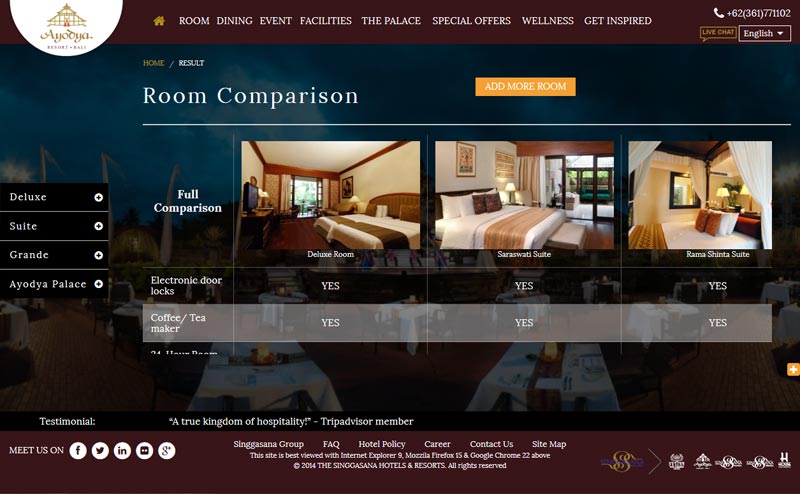 Ayodya
RESORT • BALI
ROOM DINING EVENT FACILITIES THE PALACE SPECIAL OFFERS WELLNESS GET INSPIRED
+62(361)771102
LIVE CHAT
English
HOME / RESULT
Room Comparison
ADD MORE ROOM
Deluxe
Suite
Grande
Ayodya Palace
Full
Comparison
Deluxe Room
Saraswati Suite
Rama Shinta Suite
Electronic door
locks
YES YES YES
Coffee/ Tea
maker
YES YES YES
24-Hour Room
Testimonial:
“A true kingdom of hospitality!” - Tripadvisor member
MEET US ON
Singgasana Group FAQ Hotel Policy Career Contact Us Site Map
This site is best viewed with Internet Explorer 9, Mozzila Firefox 15 & Google Chrome 22 above
© 2014 THE SINGGASANA HOTELS & RESORTS. All rights reserved